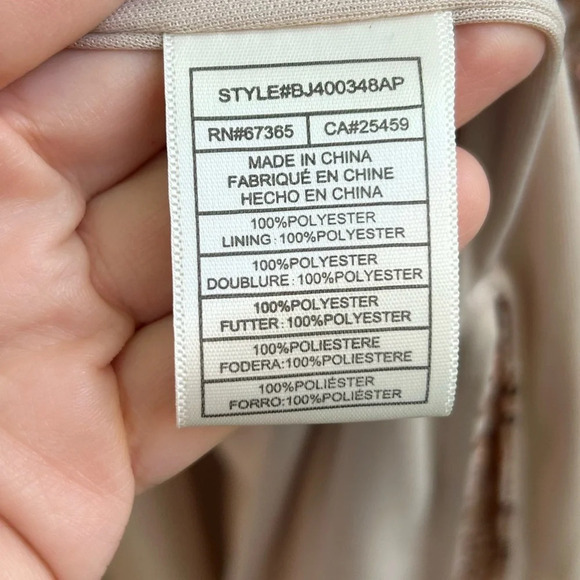 STYLE#BJ400348AP
RN#67365 CA#25459
MADE IN CHINA
FABRIQUÉ EN CHINE
HECHO EN CHINA
100%POLYESTER
LINING:100%POLYESTER
100%POLYESTER
DOUBLURE:100%POLYESTER
100%POLYESTER
FUTTER:100%POLYESTER
100%POLIESTERE
FODERA:100%POLIESTERE
100%POLIÉSTER
FORRO:100%POLIÉSTER